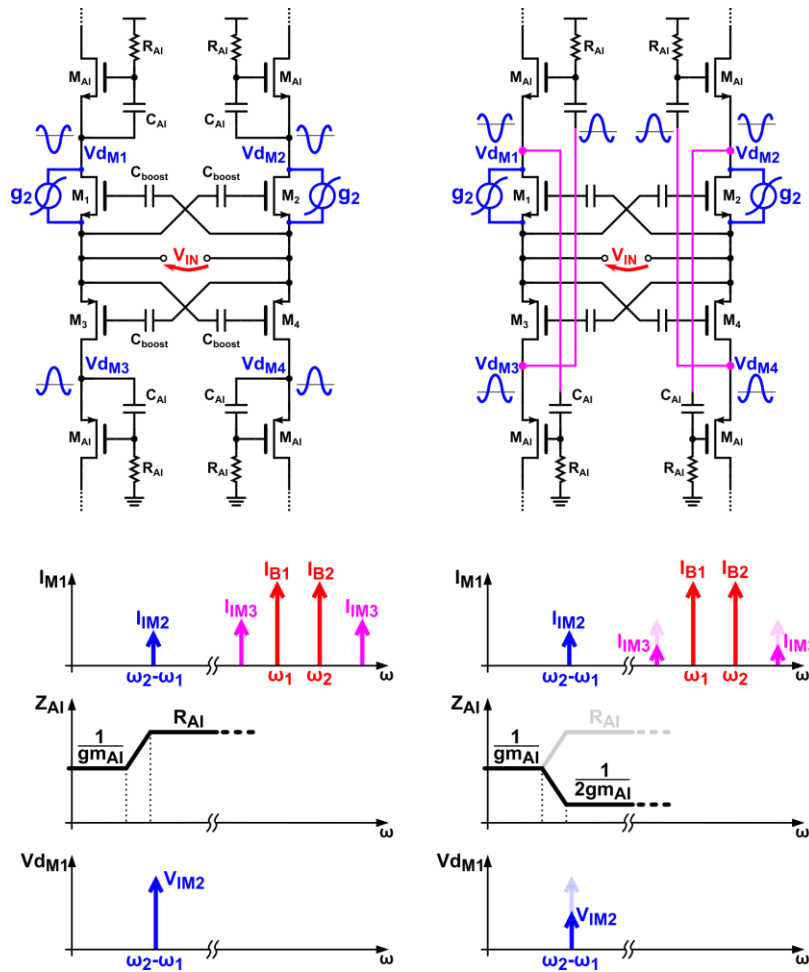 R_AI R_AI
M_AI M_AI
C_AI C_AI
Vd_M1 Vd_M2
C_boost C_boost
g_2 M_1 M_2 g_2
V_IN
M_3 M_4
C_boost C_boost
Vd_M3 Vd_M4
C_AI C_AI
M_AI M_AI
R_AI R_AI
R_AI R_AI
M_AI M_AI
C_AI C_AI
Vd_M1 Vd_M2
g_2 M_1 M_2 g_2
V_IN
M_3 M_4
Vd_M3 Vd_M4
C_AI C_AI
M_AI M_AI
R_AI R_AI
I_M1 I_IM2 I_IM3 I_B1 I_B2 I_IM3
ω_2-ω_1 ω_1 ω_2 ω
Z_AI R_AI
1
gm_AI
ω
Vd_M1 V_IM2
ω_2-ω_1 ω
I_M1 I_IM2 I_IM3 I_B1 I_B2 I_IM3
ω_2-ω_1 ω_1 ω_2 ω
Z_AI R_AI
1
gm_AI
1
2gm_AI
ω
Vd_M1 V_IM2
ω_2-ω_1 ω